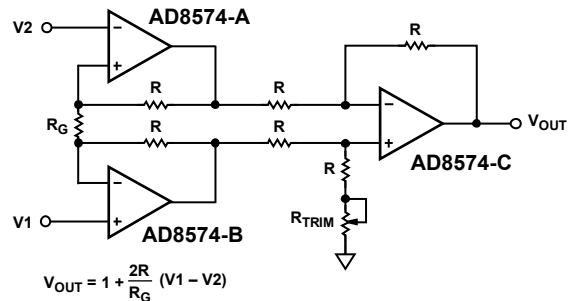 AD8574-A
V2
−
+
R
R
R
R_G
R
R
−
+
V_OUT
AD8574-C
R
−
+
V1
R_TRIM
AD8574-B
V_OUT = 1 + 2R/R_G (V1 – V2)